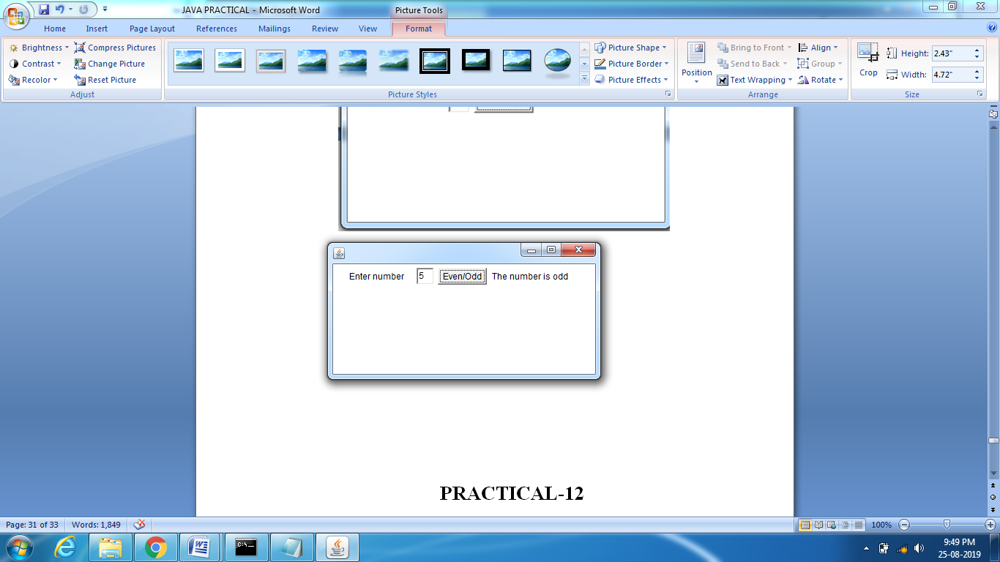 JAVA PRACTICAL - Microsoft Word
Picture Tools
Home Insert Page Layout References Mailings Review View Format
Brightness Compress Pictures Picture Shape Bring to Front Align Height: 2.43"
Contrast Change Picture Picture Border Position Send to Back Group Crop Width: 4.72"
Recolor Reset Picture Picture Effects Text Wrapping Rotate
Adjust Picture Styles Arrange Size
Enter number 5 Even/Odd The number is odd
PRACTICAL-12
Page: 31 of 33 Words: 1,849 100%
C:\
9:49 PM
25-08-2019